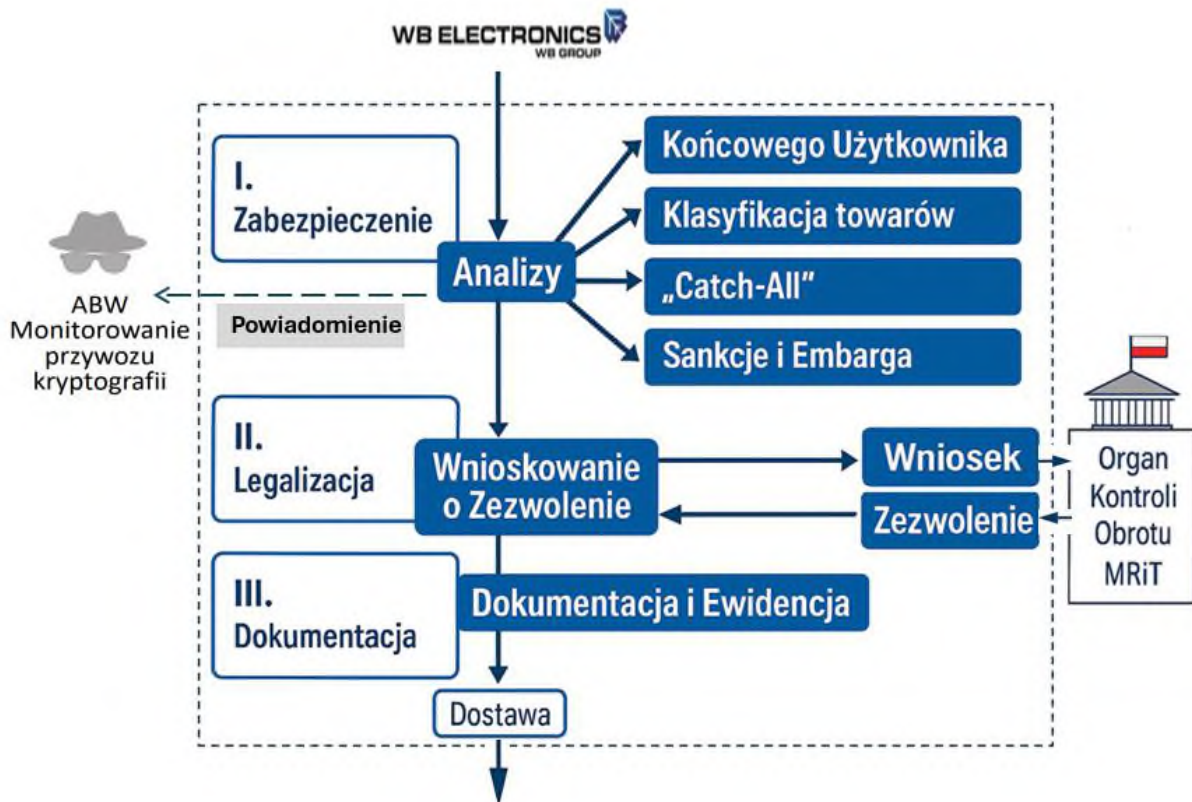 WB ELECTRONICS
WB GROUP
I.
Zabezpieczenie
Końcowego Użytkownika
Klasyfikacja towarów
Analizy
„Catch-All”
Sankcje i Embarga
Powiadomienie
ABW
Monitorowanie
przywozu
kryptografii
II.
Legalizacja
Wnioskowanie
o Zezwolenie
Wniosek
Zezwolenie
Organ
Kontroli
Obrotu
MRiT
III.
Dokumentacja
Dokumentacja i Ewidencja
Dostawa